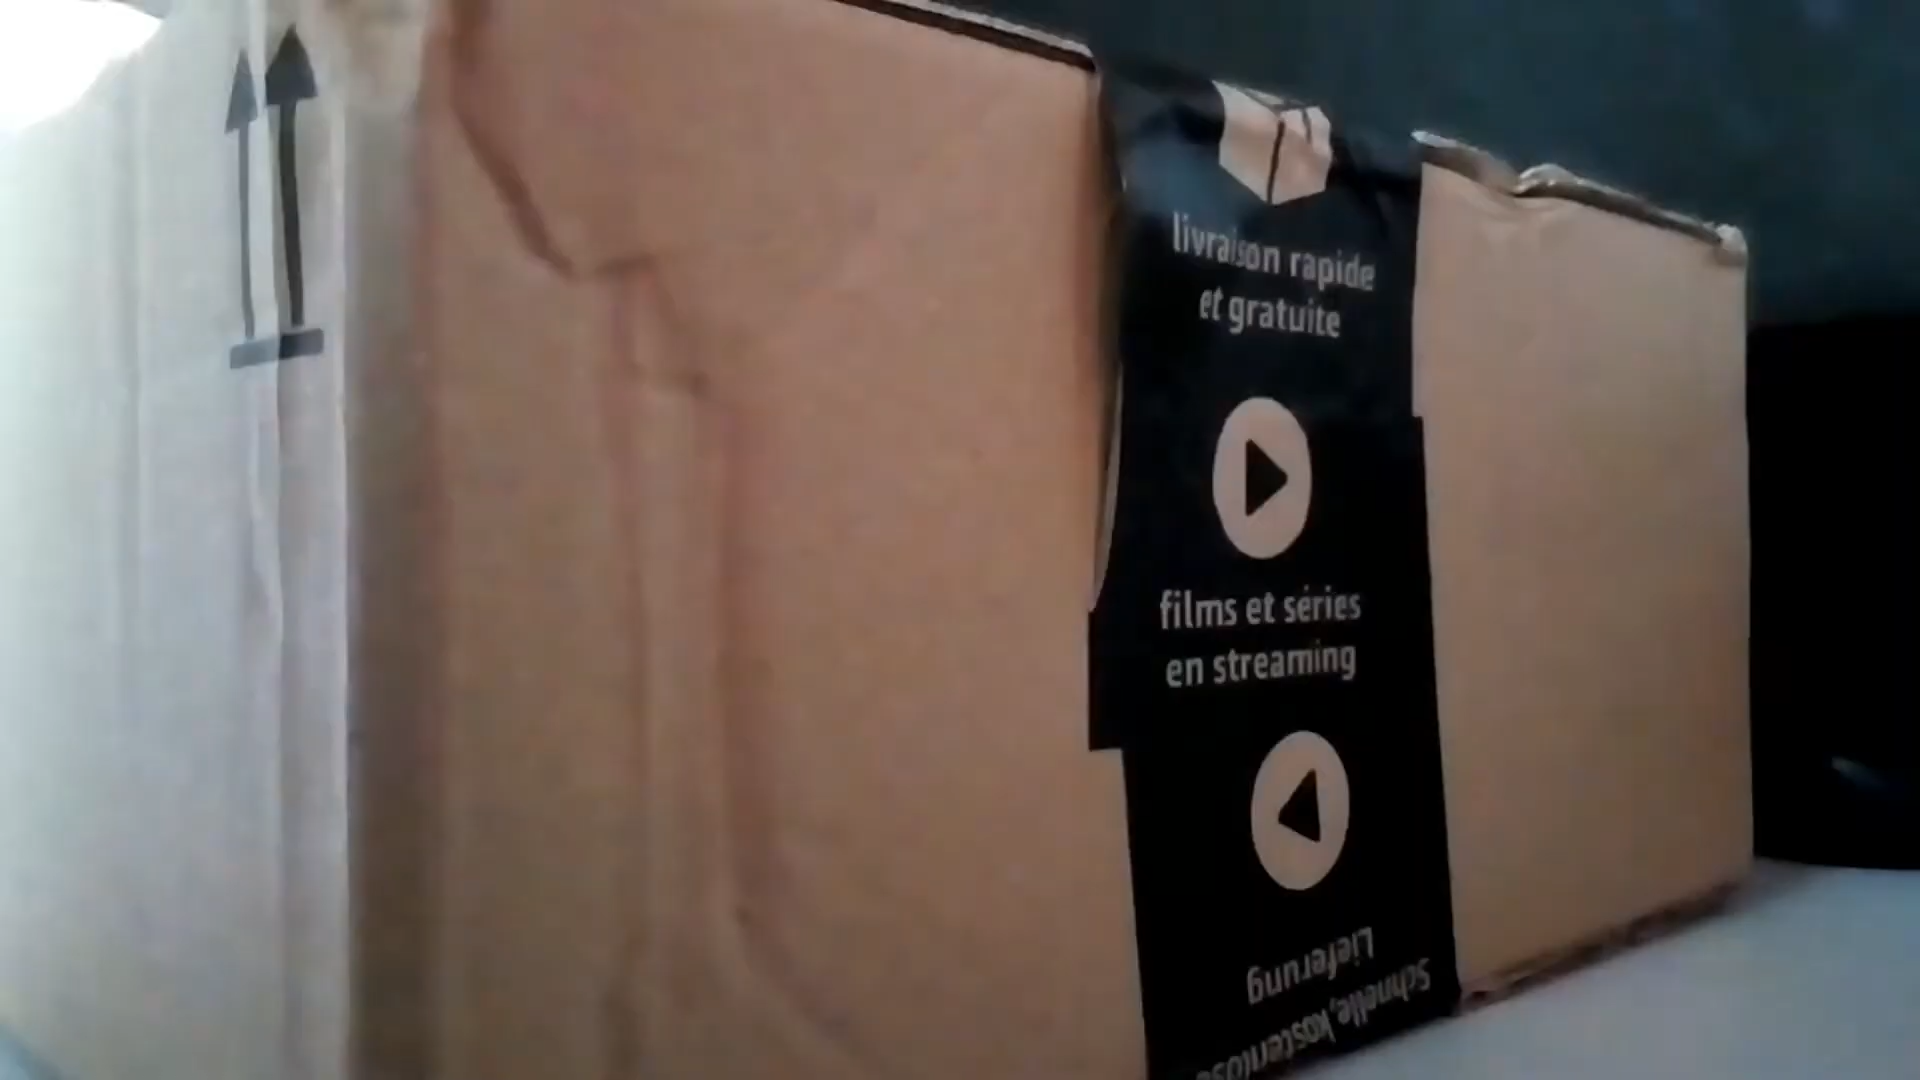 livraison rapide
et gratuite
films et séries
en streaming
Schnelle, kostenlose
Lieferung